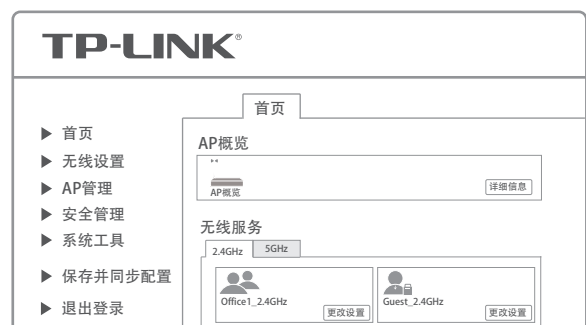 TP-LINK®
首页
▶ 首页
▶ 无线设置
▶ AP管理
▶ 安全管理
▶ 系统工具
▶ 保存并同步配置
▶ 退出登录
AP概览
AP概览
详细信息
无线服务
2.4GHz 5GHz
Office1_2.4GHz
更改设置
Guest_2.4GHz
更改设置